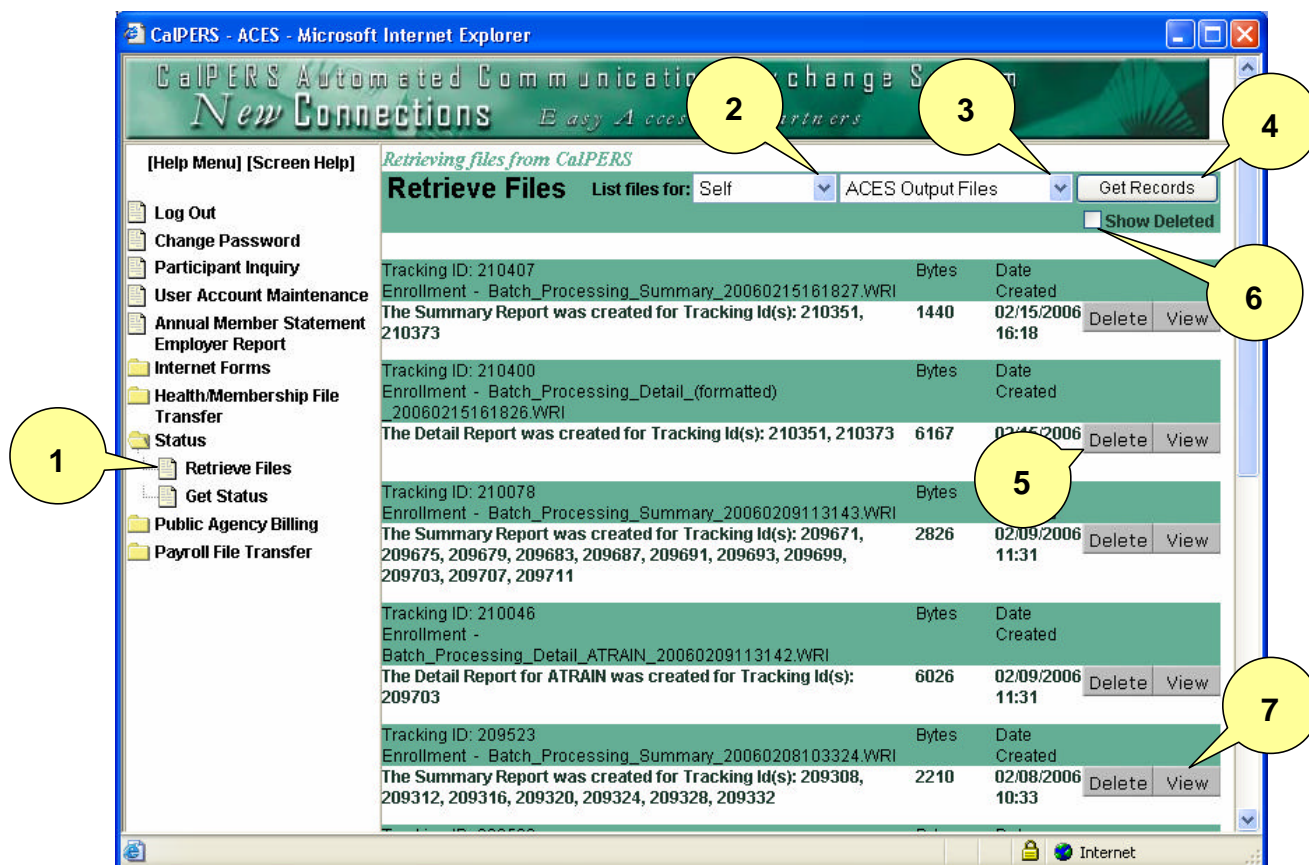 CalPERS - ACES - Microsoft Internet Explorer
CalPERS Automated Communicatio change S m
New Connections Easy Acces rtners
2
3
4
[Help Menu] [Screen Help]
Retrieving files from CalPERS
Retrieve Files List files for: Self ACES Output Files Get Records
Show Deleted
Log Out
Change Password
Participant Inquiry
User Account Maintenance
Annual Member Statement
Employer Report
Internet Forms
Health/Membership File
Transfer
Status
Retrieve Files
Get Status
Public Agency Billing
Payroll File Transfer
1
Tracking ID: 210407 Bytes Date
Enrollment - Batch_Processing_Summary_20060215161827.WRI Created
6
The Summary Report was created for Tracking Id(s): 210351, 1440 02/15/2006 Delete View
210373 16:18
Tracking ID: 210400 Bytes Date
Enrollment - Batch_Processing_Detail_(formatted) Created
_20060215161826.WRI
The Detail Report was created for Tracking Id(s): 210351, 210373 6167 02/15/2006 Delete View
5
Tracking ID: 210078 Bytes
Enrollment - Batch_Processing_Summary_20060209113143.WRI
The Summary Report was created for Tracking Id(s): 209671, 2826 02/09/2006 Delete View
209675, 209679, 209683, 209687, 209691, 209693, 209699, 11:31
209703, 209707, 209711
Tracking ID: 210046 Bytes Date
Enrollment - Created
Batch_Processing_Detail_ATRAIN_20060209113142.WRI
The Detail Report for ATRAIN was created for Tracking Id(s): 6026 02/09/2006 Delete View
209703 11:31
7
Tracking ID: 209523 Bytes Date
Enrollment - Batch_Processing_Summary_20060208103324.WRI Created
The Summary Report was created for Tracking Id(s): 209308, 2210 02/08/2006 Delete View
209312, 209316, 209320, 209324, 209328, 209332 10:33
Internet